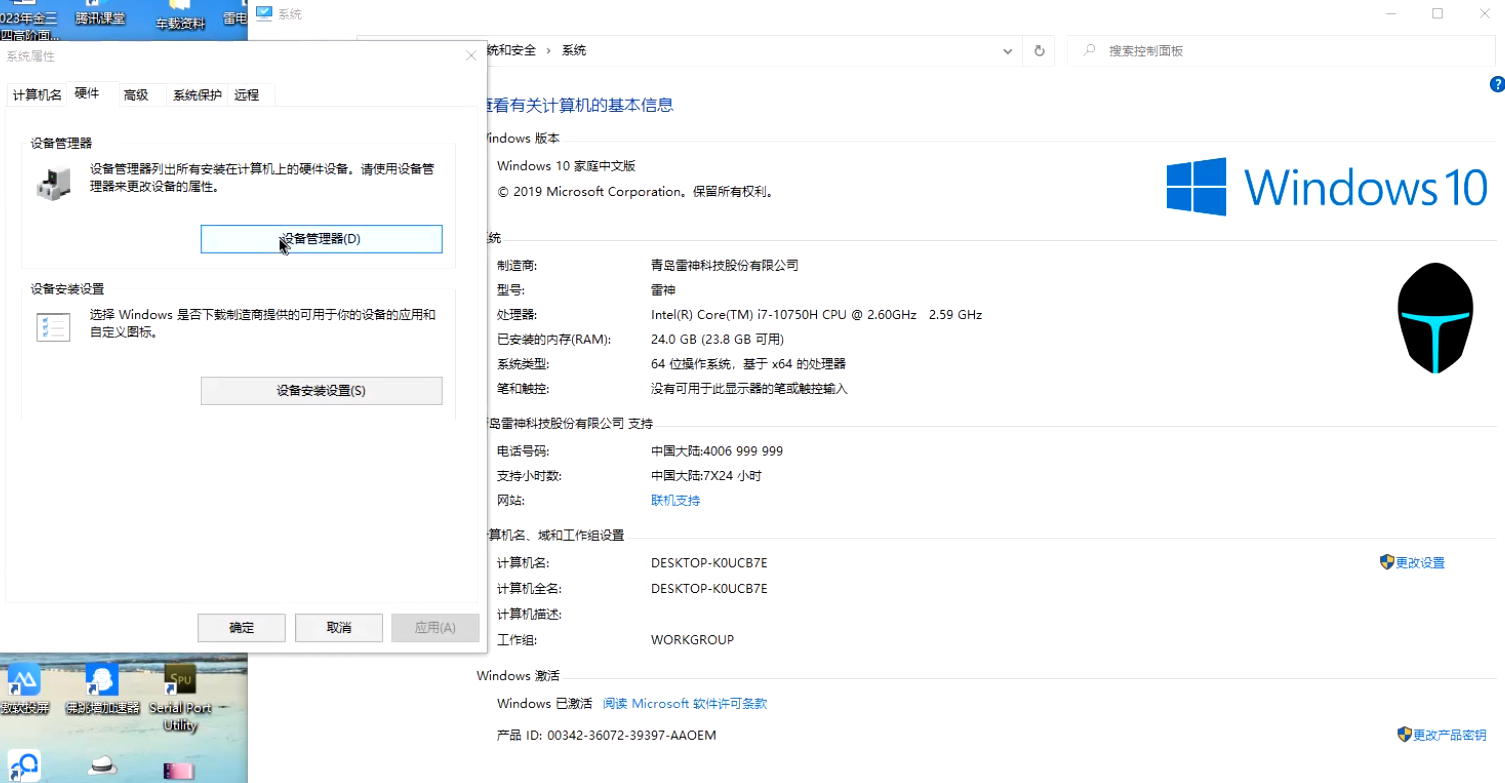 023年金三
四高阶面...
腾讯课堂
车载资料
雷电
系统
统和安全 › 系统
搜索控制面板
系统属性
计算机名
硬件
高级
系统保护
远程
设备管理器
设备管理器列出所有安装在计算机上的硬件设备。请使用设备管
理器来更改设备的属性。
设备管理器(D)
设备安装设置
选择 Windows 是否下载制造商提供的可用于你的设备的应用和
自定义图标。
设备安装设置(S)
确定
取消
应用(A)
查看有关计算机的基本信息
Windows 版本
Windows 10 家庭中文版
© 2019 Microsoft Corporation。保留所有权利。
Windows 10
统
制造商: 青岛雷神科技股份有限公司
型号: 雷神
处理器: Intel(R) Core(TM) i7-10750H CPU @ 2.60GHz 2.59 GHz
已安装的内存(RAM): 24.0 GB (23.8 GB 可用)
系统类型: 64 位操作系统，基于 x64 的处理器
笔和触控: 没有可用于此显示器的笔或触控输入
岛雷神科技股份有限公司 支持
电话号码: 中国大陆:4006 999 999
支持小时数: 中国大陆:7X24 小时
网站: 联机支持
计算机名、域和工作组设置
计算机名: DESKTOP-K0UCB7E
更改设置
计算机全名: DESKTOP-K0UCB7E
计算机描述:
工作组: WORKGROUP
Windows 激活
Windows 已激活 阅读 Microsoft 软件许可条款
产品 ID: 00342-36072-39397-AAOEM
更改产品密钥
傲软投屏
SPU
Serial Port
Utility